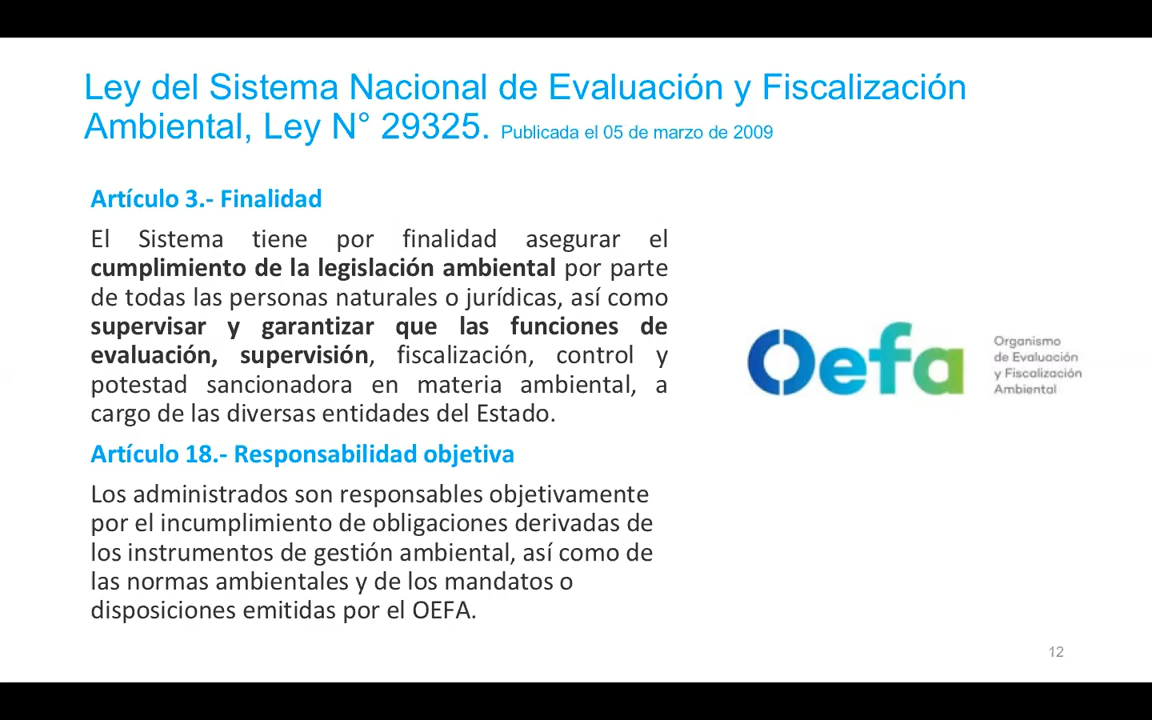 Ley del Sistema Nacional de Evaluación y Fiscalización
Ambiental, Ley N° 29325. Publicada el 05 de marzo de 2009
Artículo 3.- Finalidad
El Sistema tiene por finalidad asegurar el
cumplimiento de la legislación ambiental por parte
de todas las personas naturales o jurídicas, así como
supervisar y garantizar que las funciones de
evaluación, supervisión, fiscalización, control y
potestad sancionadora en materia ambiental, a
cargo de las diversas entidades del Estado.
Artículo 18.- Responsabilidad objetiva
Los administrados son responsables objetivamente
por el incumplimiento de obligaciones derivadas de
los instrumentos de gestión ambiental, así como de
las normas ambientales y de los mandatos o
disposiciones emitidas por el OEFA.
Oefa
Organismo
de Evaluación
y Fiscalización
Ambiental
12